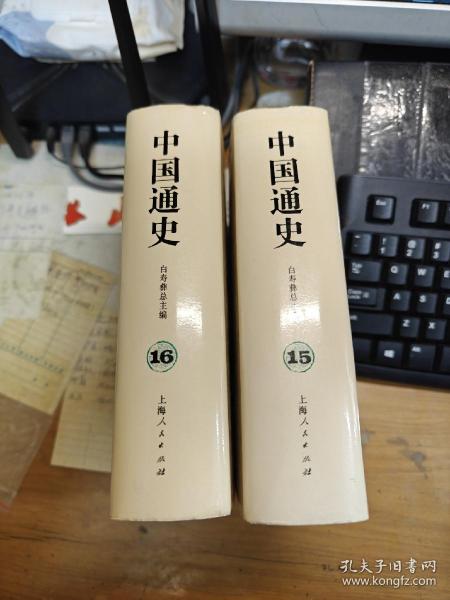 中国通史
白寿彝总主编
16
上海人民出版社
中国通史
白寿彝总
15
上海人民出版社
孔夫子旧书网
www.kongfz.com